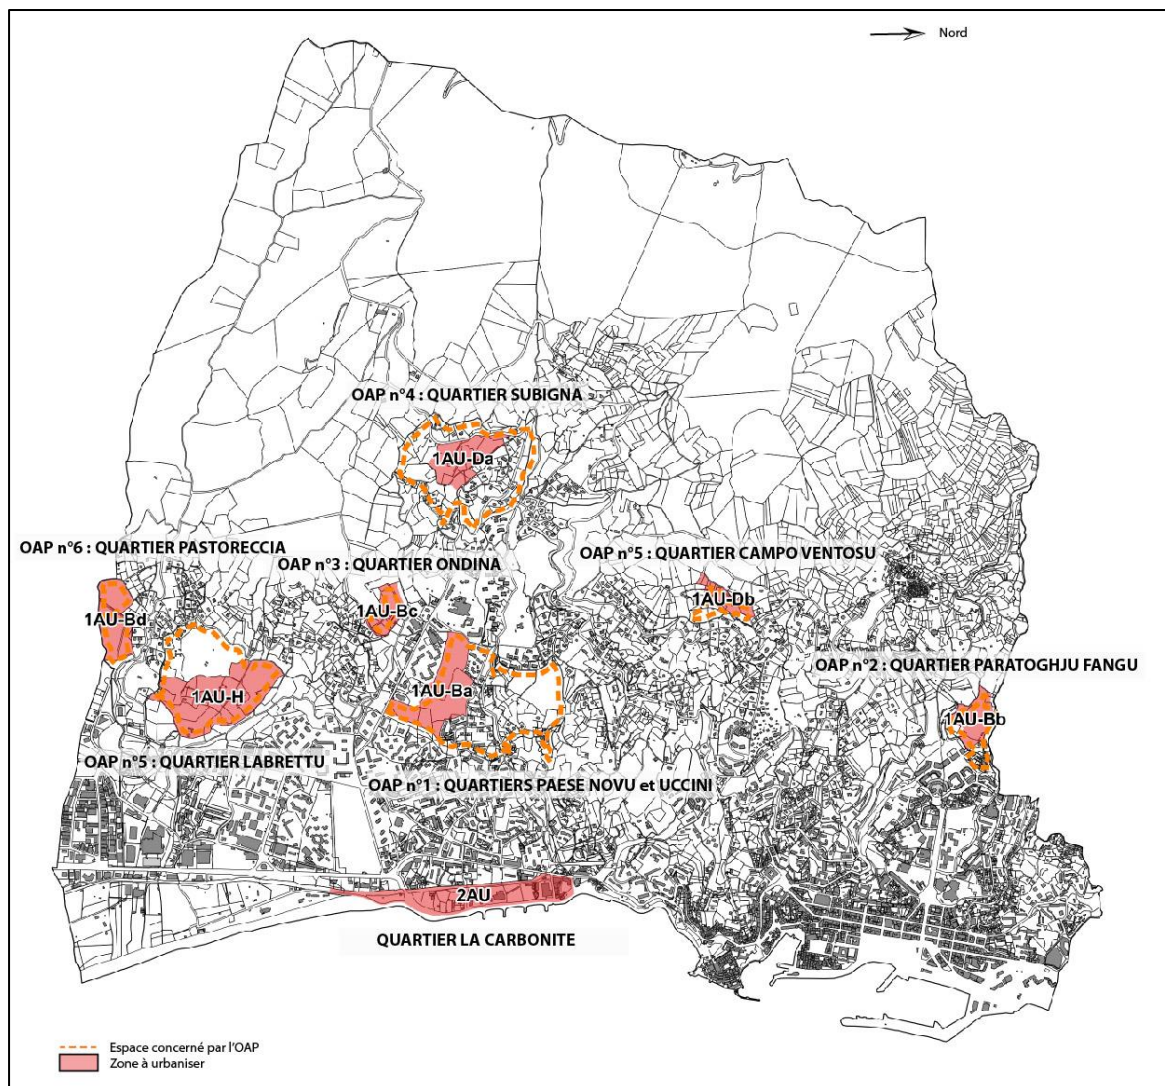 Nord
OAP n°4 : QUARTIER SUBIGNA
1AU-Da
OAP n°6 : QUARTIER PASTORECCIA
OAP n°3 : QUARTIER ONDINA
OAP n°5 : QUARTIER CAMPO VENTOSU
1AU-Bd
1AU-Bc
1AU-Db
OAP n°2 : QUARTIER PARATOGHJU FANGU
1AU-H
1AU-Ba
1AU-Bb
OAP n°5 : QUARTIER LABRETTU
OAP n°1 : QUARTIERS PAESE NOVU et UCCINI
2AU
QUARTIER LA CARBONITE
Espace concerné par l'OAP
Zone à urbaniser